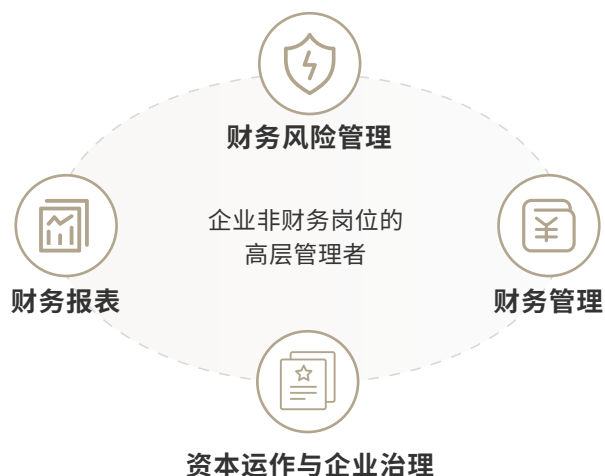 财务风险管理
企业非财务岗位的
高层管理者
财务报表
财务管理
资本运作与企业治理